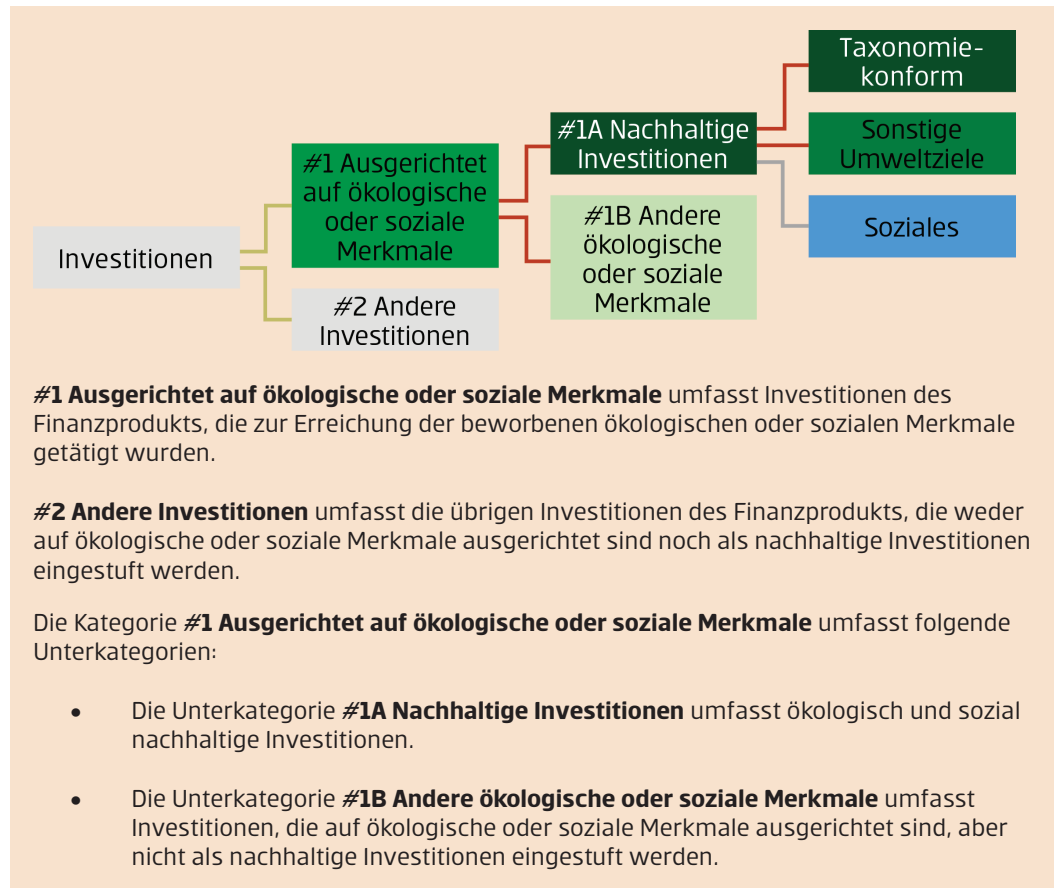 Taxonomie-
konform
#1A Nachhaltige
Investitionen
Sonstige
Umweltziele
#1 Ausgerichtet
auf ökologische
oder soziale
Merkmale
#1B Andere
ökologische
oder soziale
Merkmale
Soziales
Investitionen
#2 Andere
Investitionen
#1 Ausgerichtet auf ökologische oder soziale Merkmale umfasst Investitionen des
Finanzprodukts, die zur Erreichung der beworbenen ökologischen oder sozialen Merkmale
getätigt wurden.
#2 Andere Investitionen umfasst die übrigen Investitionen des Finanzprodukts, die weder
auf ökologische oder soziale Merkmale ausgerichtet sind noch als nachhaltige Investitionen
eingestuft werden.
Die Kategorie #1 Ausgerichtet auf ökologische oder soziale Merkmale umfasst folgende
Unterkategorien:
• Die Unterkategorie #1A Nachhaltige Investitionen umfasst ökologisch und sozial
nachhaltige Investitionen.
• Die Unterkategorie #1B Andere ökologische oder soziale Merkmale umfasst
Investitionen, die auf ökologische oder soziale Merkmale ausgerichtet sind, aber
nicht als nachhaltige Investitionen eingestuft werden.